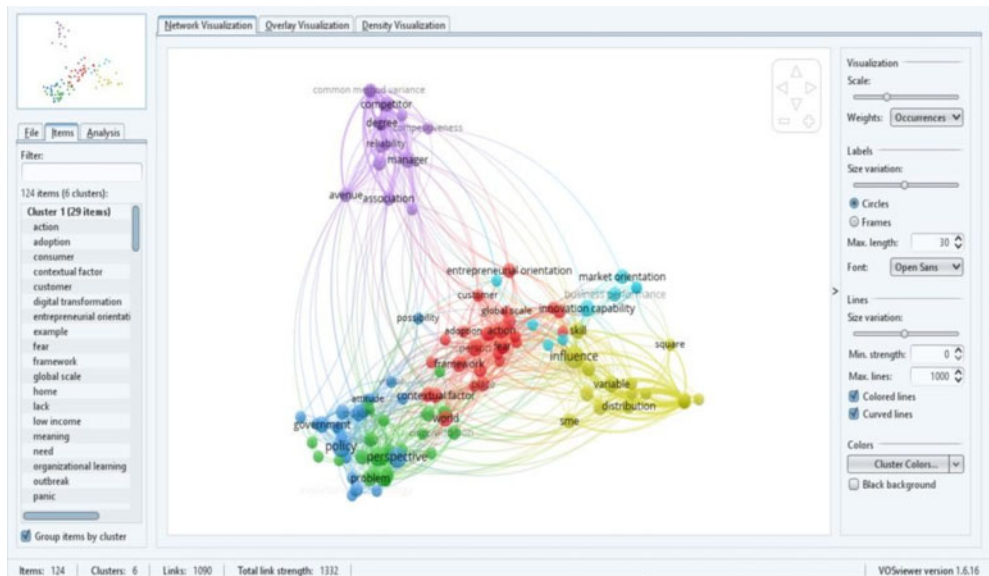 Network Visualization Overlay Visualization Density Visualization
File Items Analysis
Filter:
124 items (6 clusters):
Cluster 1 (29 items)
action
adoption
consumer
contextual factor
customer
digital transformation
entrepreneurial orientati
example
fear
framework
global scale
home
lack
low income
meaning
need
organizational learning
outbreak
panic
Group items by cluster
common method variance
competitor
degree
competitiveness
reliability
manager
avenue
association
entrepreneurial orientation
market orientation
customer
business performance
global scale
innovation capability
possibility
adoption
action
skill
person
fear
square
influence
framework
variable
attitude
contextual factor
distribution
government
world
sme
policy
perspective
problem
Visualization
Scale:
Weights: Occurrences
Labels
Size variation:
Circles
Frames
Max. length: 30
Font: Open Sans
>
Lines
Size variation:
Min. strength: 0
Max. lines: 1000
Colored lines
Curved lines
Colors
Cluster Colors...
Black background
Items: 124 Clusters: 6 Links: 1090 Total link strength: 1332 VOSviewer version 1.6.16